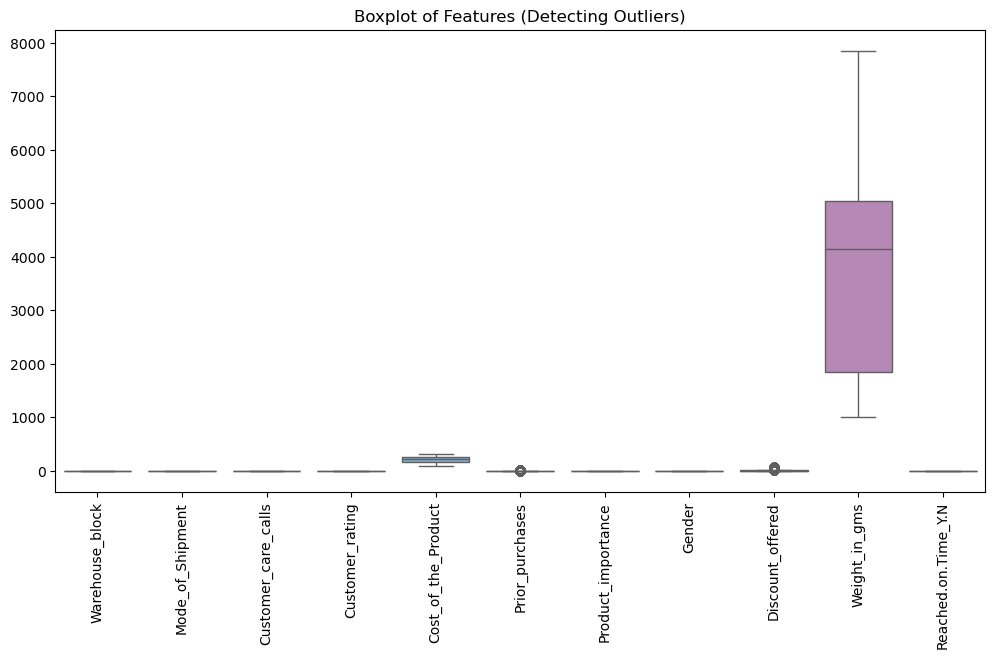 Boxplot of Features (Detecting Outliers)
8000
7000
6000
5000
4000
3000
2000
1000
0
Warehouse_block
Mode_of_Shipment
Customer_care_calls
Customer_rating
Cost_of_the_Product
Prior_purchases
Product_importance
Gender
Discount_offered
Weight_in_gms
Reached.on.Time_Y.N